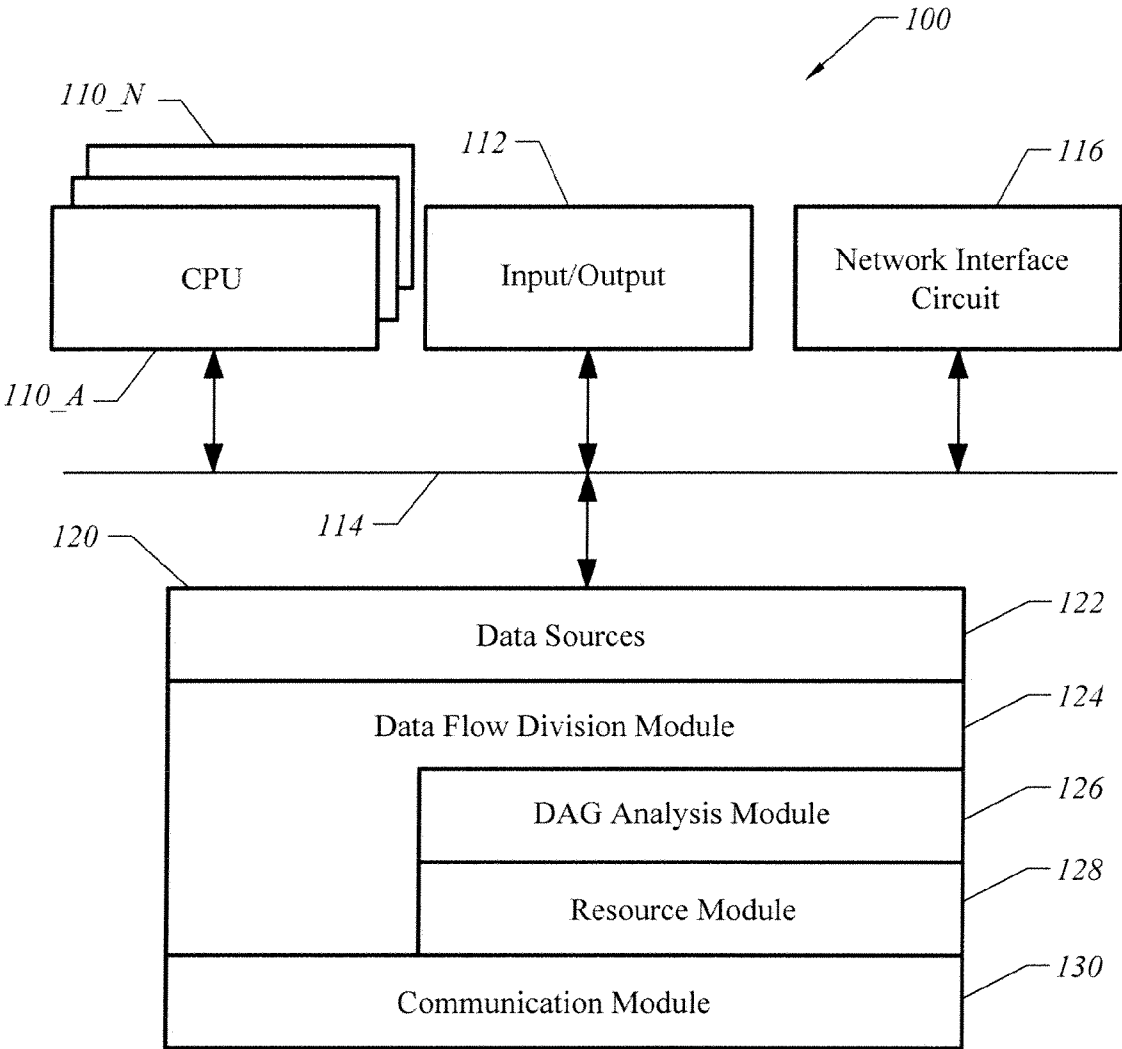 100
110_N
112
116
CPU
Input/Output
Network Interface
Circuit
110_A
114
120
Data Sources
122
Data Flow Division Module
124
DAG Analysis Module
126
Resource Module
128
Communication Module
130